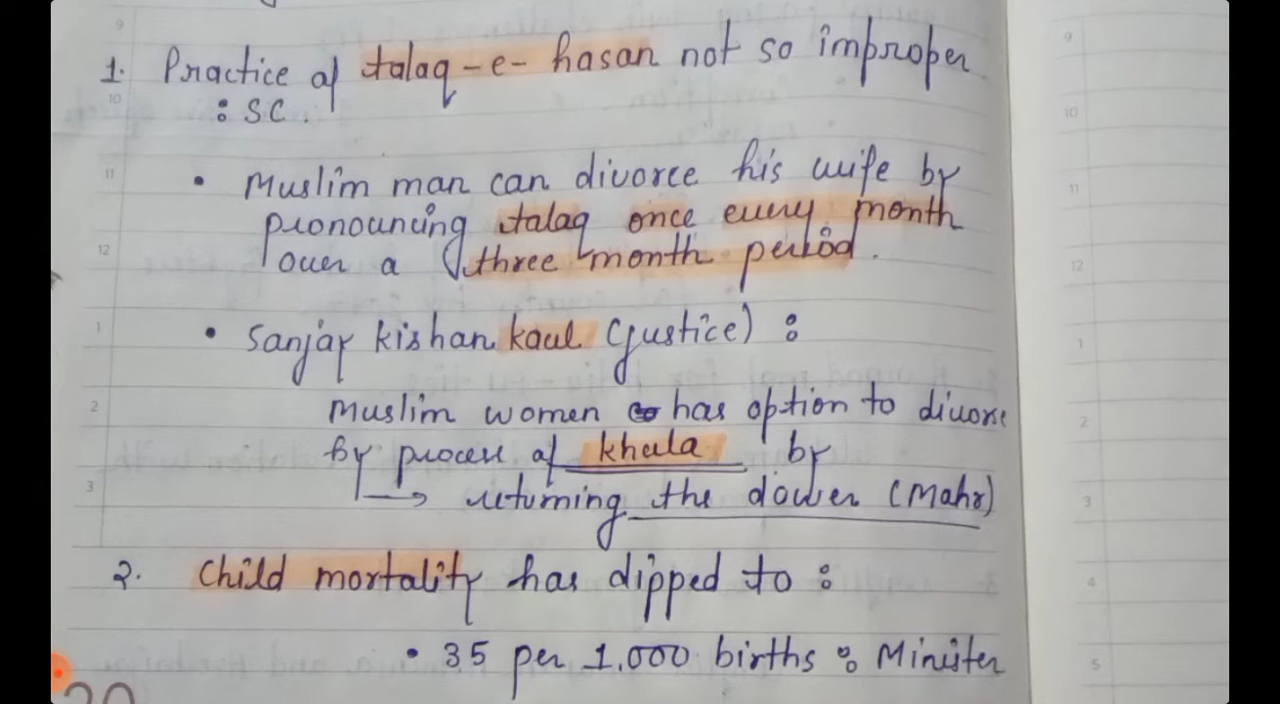 1. Practice of talaq-e-hasan not so improper
: SC.
• Muslim man can divorce his wife by
pronouncing talaq once every month
over a three month period.
• Sanjay Kishan Kaul (Justice) :
Muslim women has option to divorse
by process of khula by
→ returning the dower (Mahr)
2. Child mortality has dipped to :
• 35 per 1,000 births : Minister